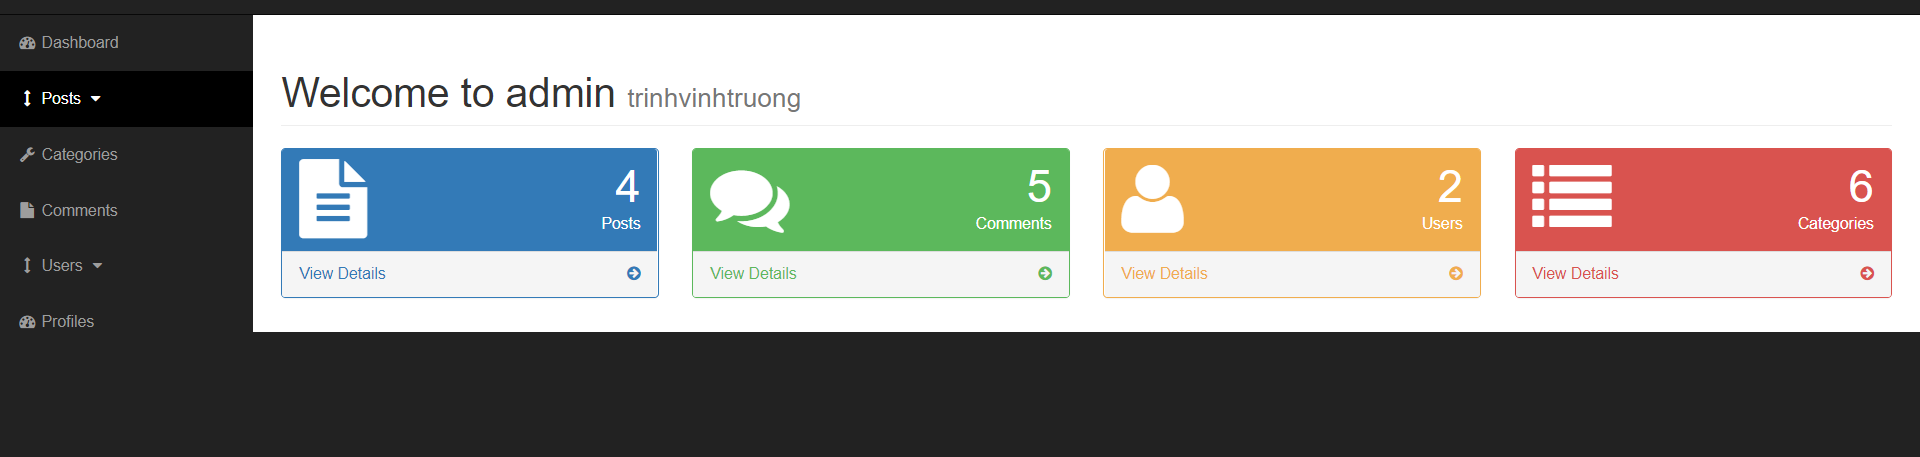 Dashboard
Posts
Categories
Comments
Users
Profiles
Welcome to admin trinhvinhtruong
4
Posts
View Details
5
Comments
View Details
2
Users
View Details
6
Categories
View Details